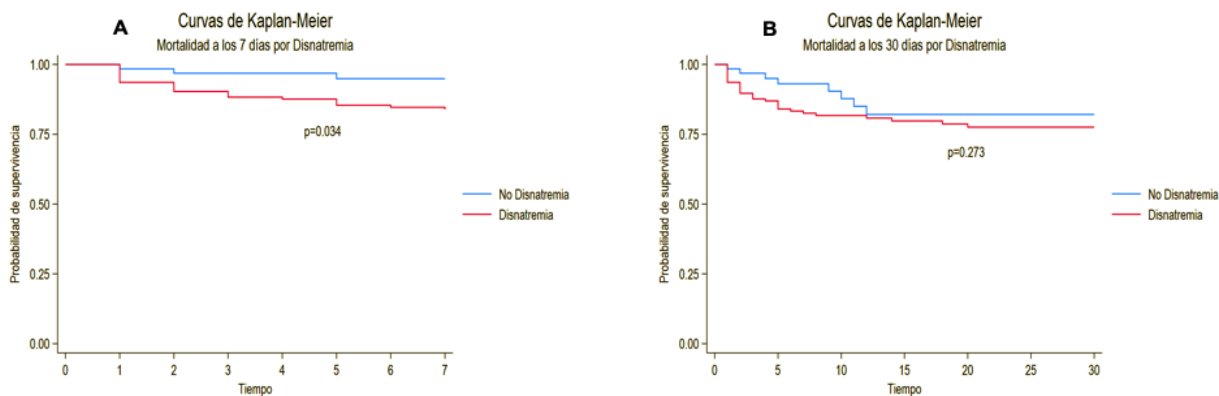 A
Curvas de Kaplan-Meier
Mortalidad a los 7 días por Disnatremia
1.00
0.75
0.50
0.25
0.00
Probabilidad de supervivencia
p=0.034
No Disnatremia
Disnatremia
0 1 2 3 4 5 6 7
Tiempo
B
Curvas de Kaplan-Meier
Mortalidad a los 30 días por Disnatremia
1.00
0.75
0.50
0.25
0.00
Probabilidad de supervivencia
p=0.273
No Disnatremia
Disnatremia
0 5 10 15 20 25 30
Tiempo